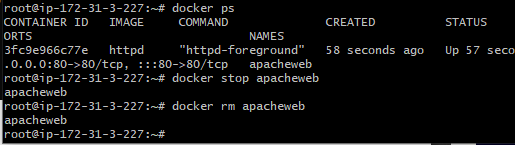 root@ip-172-31-3-227:~# docker ps
CONTAINER ID   IMAGE     COMMAND              CREATED          STATUS
ORTS                               NAMES
3fc9e966c77e   httpd     "httpd-foreground"   58 seconds ago   Up 57 sec
.0.0.0:80->80/tcp, :::80->80/tcp   apacheweb
root@ip-172-31-3-227:~# docker stop apacheweb
apacheweb
root@ip-172-31-3-227:~# docker rm apacheweb
apacheweb
root@ip-172-31-3-227:~#